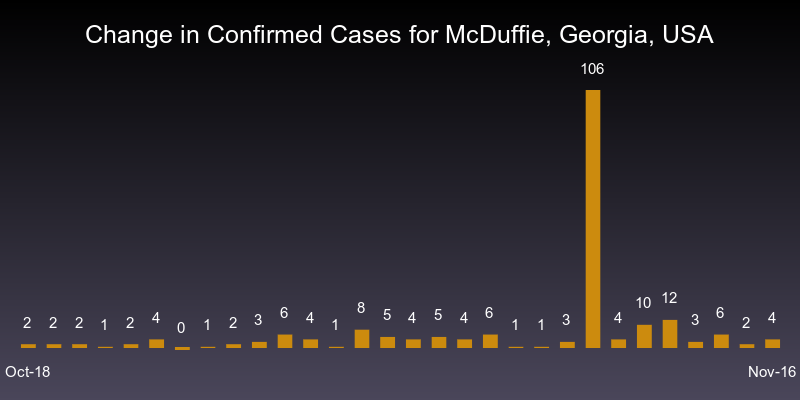 Change in Confirmed Cases for McDuffie, Georgia, USA
106
2 2 2 1 2 4 0 1 2 3 6 4 1 8 5 4 5 4 6 1 1 3 4 10 12 3 6 2 4
Oct-18 Nov-16